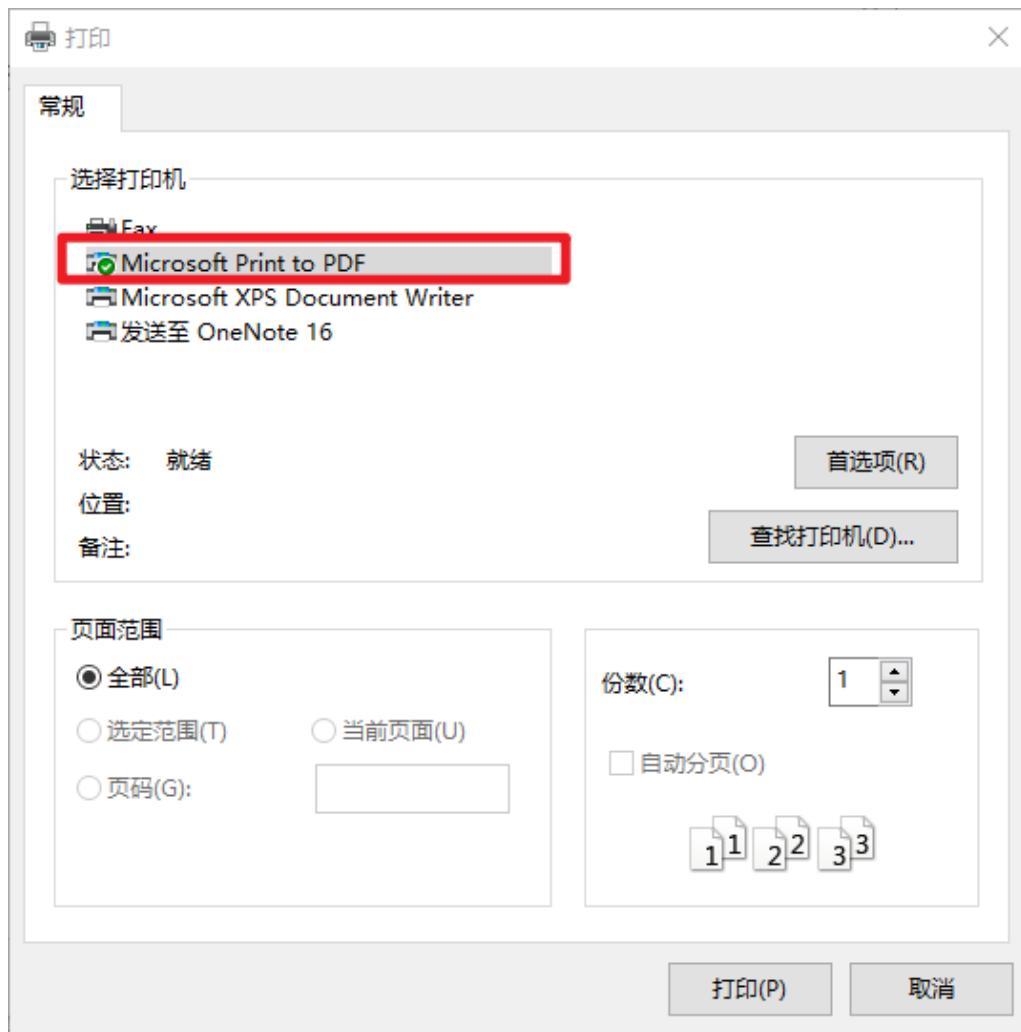 打印
常规
选择打印机
Fax
Microsoft Print to PDF
Microsoft XPS Document Writer
发送至 OneNote 16
状态: 就绪
首选项(R)
位置:
查找打印机(D)...
备注:
页面范围
全部(L)
份数(C): 1
选定范围(T) 当前页面(U)
自动分页(O)
页码(G):
1 1 2 2 3 3
打印(P) 取消